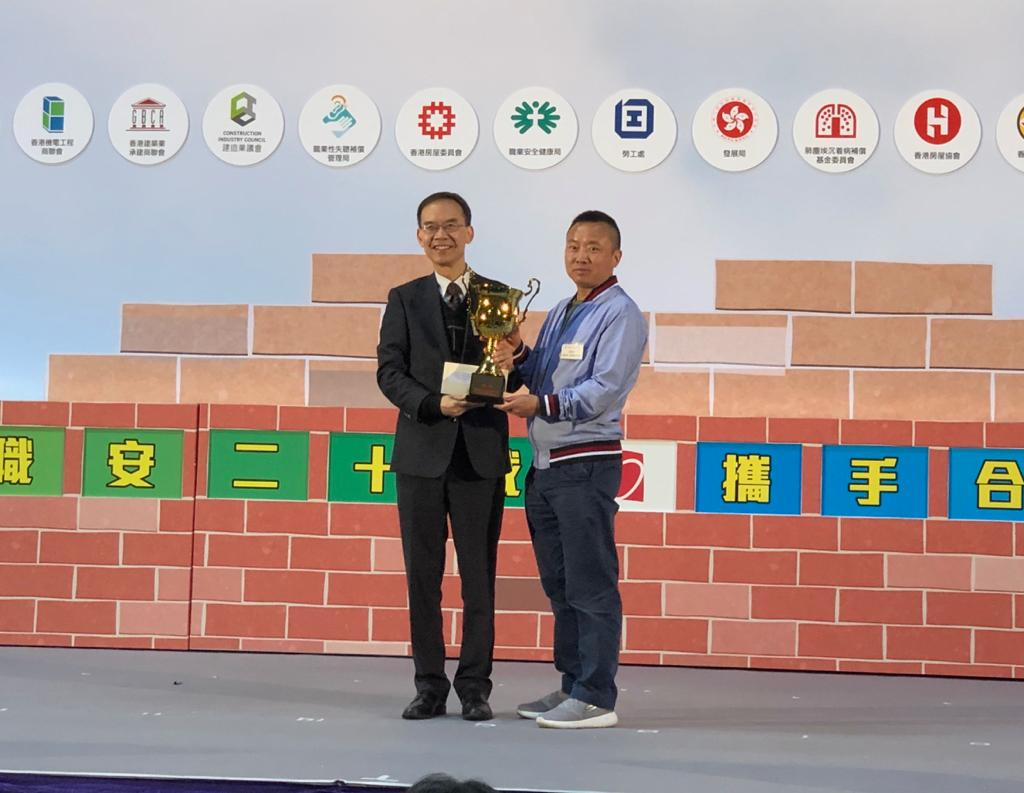 香港機電工程
商聯會
GBCA
香港建築業
承建商聯會
CONSTRUCTION
INDUSTRY COUNCIL
建造業議會
職業性失聰補償
管理局
香港房屋委員會
職業安全健康局
勞工處
發展局
肺塵埃沉着病補償
基金委員會
香港房屋協會
職安二十
攜手合